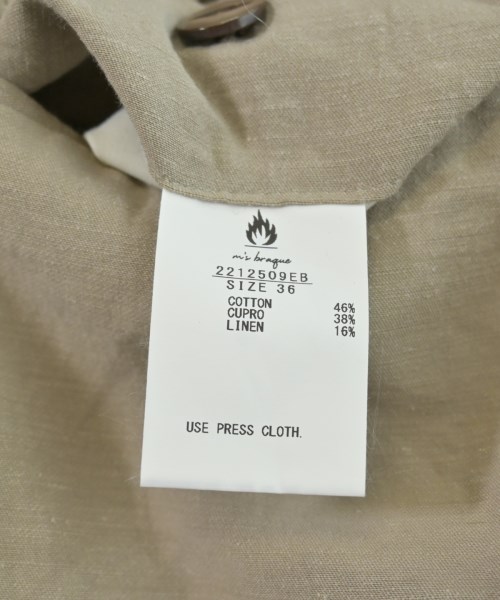 m's braque
2212509EB
SIZE 36
COTTON 46%
CUPRO 38%
LINEN 16%
USE PRESS CLOTH.